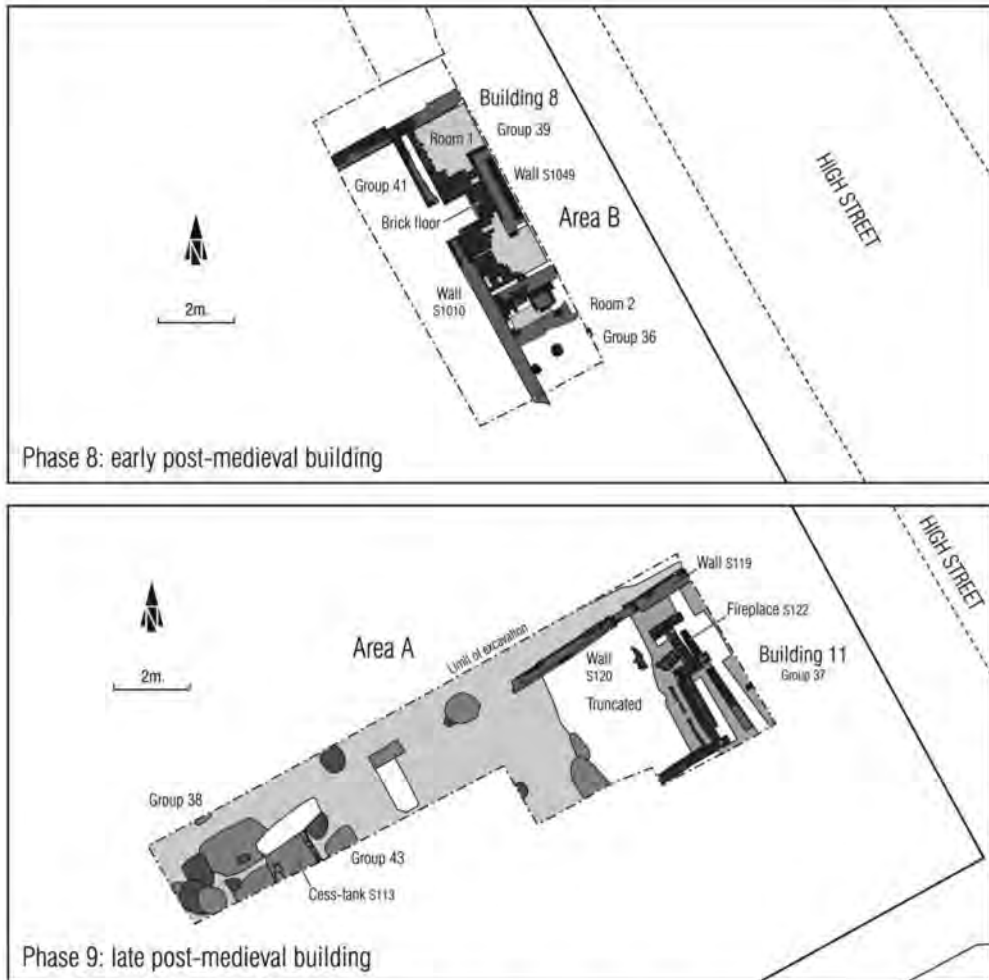 Building 8
Room 1
Group 39
Wall S1049
Group 41
Brick floor
Area B
HIGH STREET
N
2m.
Wall
S1010
Room 2
Group 36
Phase 8: early post-medieval building
HIGH STREET
Wall S119
Fireplace S122
N
Area A
Limit of excavation
Wall
S120
Building 11
Group 37
2m.
Truncated
Group 38
Group 43
Cess-tank S113
Phase 9: late post-medieval building